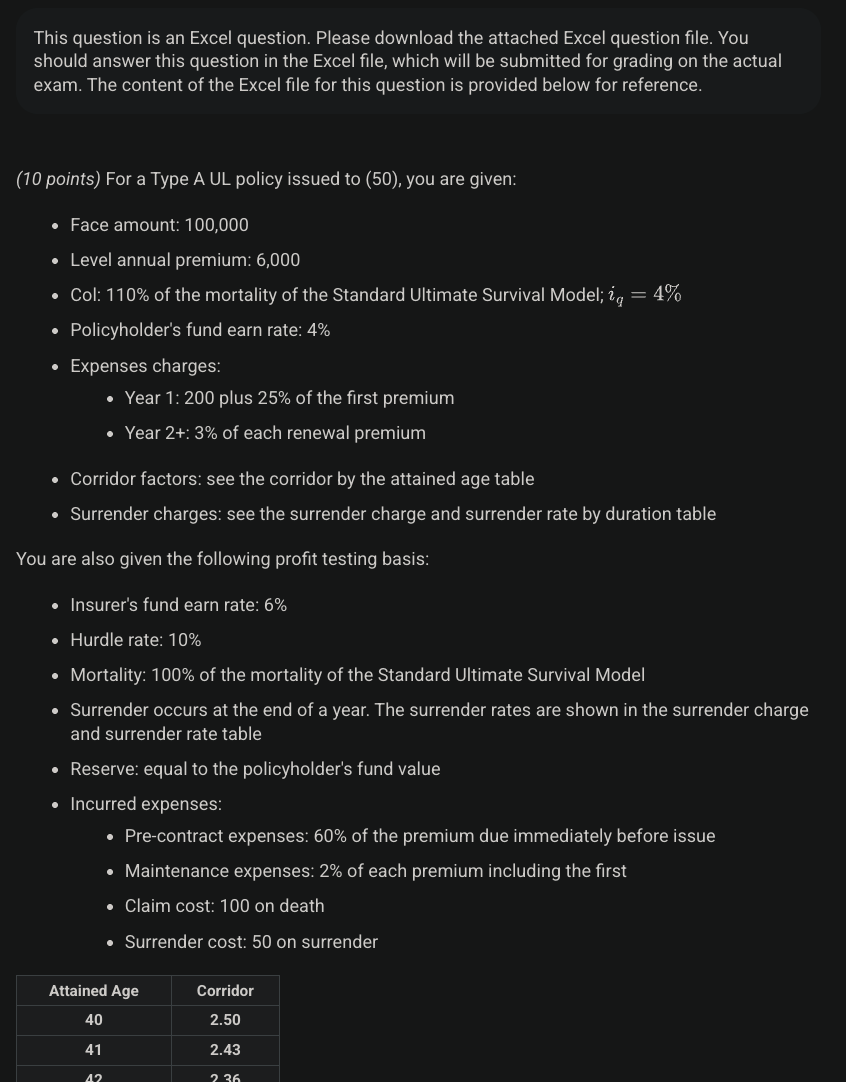 This question is an Excel question. Please download the attached Excel question file. You
should answer this question in the Excel file, which will be submitted for grading on the actual
exam. The content of the Excel file for this question is provided below for reference.
(10 points) For a Type A UL policy issued to (50), you are given:
• Face amount: 100,000
• Level annual premium: 6,000
• Col: 110% of the mortality of the Standard Ultimate Survival Model; i_q = 4%
• Policyholder's fund earn rate: 4%
• Expenses charges:
• Year 1: 200 plus 25% of the first premium
• Year 2+: 3% of each renewal premium
• Corridor factors: see the corridor by the attained age table
• Surrender charges: see the surrender charge and surrender rate by duration table
You are also given the following profit testing basis:
• Insurer's fund earn rate: 6%
• Hurdle rate: 10%
• Mortality: 100% of the mortality of the Standard Ultimate Survival Model
• Surrender occurs at the end of a year. The surrender rates are shown in the surrender charge
and surrender rate table
• Reserve: equal to the policyholder's fund value
• Incurred expenses:
• Pre-contract expenses: 60% of the premium due immediately before issue
• Maintenance expenses: 2% of each premium including the first
• Claim cost: 100 on death
• Surrender cost: 50 on surrender
Attained Age Corridor
40 2.50
41 2.43
42 2.36